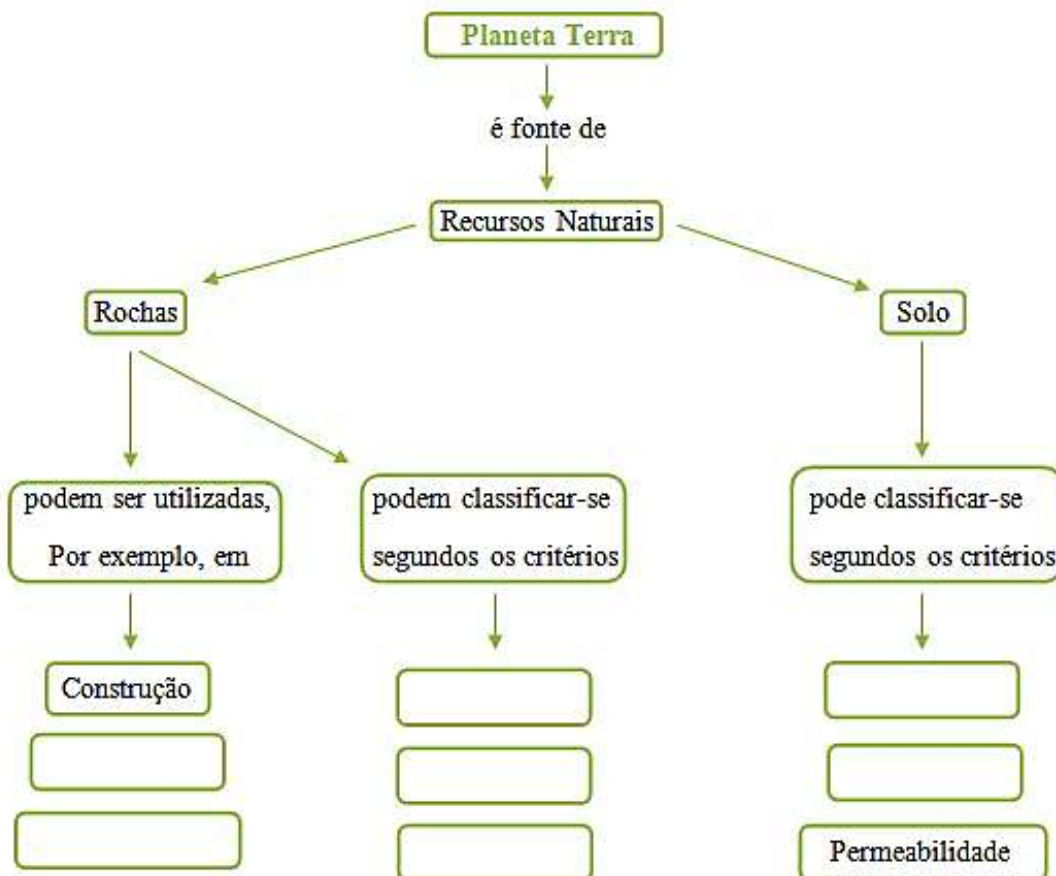 Planeta Terra
é fonte de
Recursos Naturais
Rochas
Solo
podem ser utilizadas,
Por exemplo, em
podem classificar-se
segundos os critérios
pode classificar-se
segundos os critérios
Construção
Permeabilidade